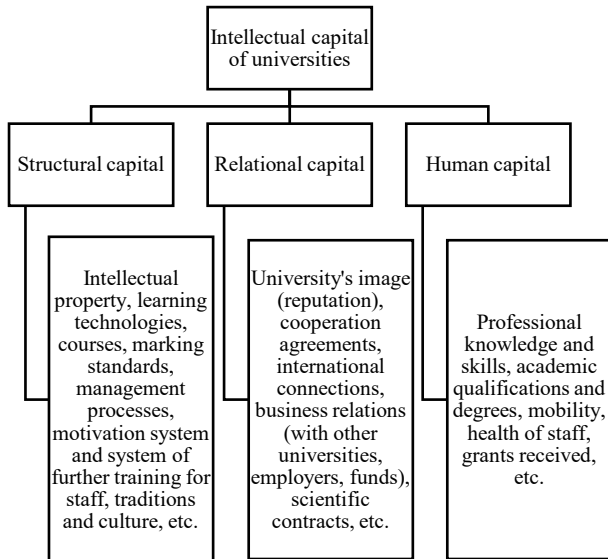 Intellectual capital
of universities
Structural capital
Relational capital
Human capital
Intellectual
property, learning
technologies,
courses, marking
standards,
management
processes,
motivation system
and system of
further training for
staff, traditions
and culture, etc.
University's image
(reputation),
cooperation
agreements,
international
connections,
business relations
(with other
universities,
employers, funds),
scientific
contracts, etc.
Professional
knowledge and
skills, academic
qualifications and
degrees, mobility,
health of staff,
grants received,
etc.